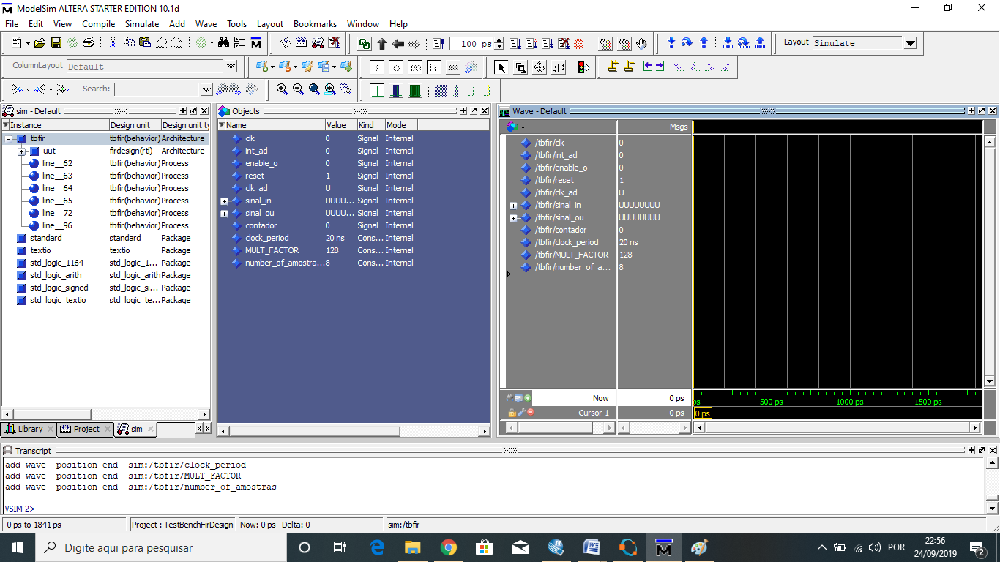 ModelSim ALTERA STARTER EDITION 10.1d
File Edit View Compile Simulate Add Wave Tools Layout Bookmarks Window Help
100 ps
Layout Simulate
ColumnLayout Default
ALL
Search:
sim - Default
Instance Design unit Design unit ty
tbfir tbfir(behavior) Architecture
uut firdesign(rtl) Architecture
line__62 tbfir(behavior) Process
line__63 tbfir(behavior) Process
line__64 tbfir(behavior) Process
line__65 tbfir(behavior) Process
line__72 tbfir(behavior) Process
line__96 tbfir(behavior) Process
standard standard Package
textio textio Package
std_logic_1164 std_logic_1... Package
std_logic_arith std_logic_arith Package
std_logic_signed std_logic_si... Package
std_logic_textio std_logic_te... Package
Library Project sim
Objects
Name Value Kind Mode
clk 0 Signal Internal
int_ad 0 Signal Internal
enable_o 0 Signal Internal
reset 1 Signal Internal
clk_ad U Signal Internal
sinal_in UUUU... Signal Internal
sinal_ou UUUU... Signal Internal
contador 0 Signal Internal
clock_period 20 ns Cons... Internal
MULT_FACTOR 128 Cons... Internal
number_of_amostra... 8 Cons... Internal
Wave - Default
Msgs
/tbfir/clk 0
/tbfir/int_ad 0
/tbfir/enable_o 0
/tbfir/reset 1
/tbfir/clk_ad U
/tbfir/sinal_in UUUUUUUU
/tbfir/sinal_ou UUUUUUUU
/tbfir/contador 0
/tbfir/clock_period 20 ns
/tbfir/MULT_FACTOR 128
/tbfir/number_of_a... 8
Now 0 ps
ps 500 ps 1000 ps 1500 ps
Cursor 1 0 ps
0 ps
Transcript
add wave -position end sim:/tbfir/clock_period
add wave -position end sim:/tbfir/MULT_FACTOR
add wave -position end sim:/tbfir/number_of_amostras
VSIM 2>
0 ps to 1841 ps Project : TestBenchFirDesign Now: 0 ps Delta: 0 sim:/tbfir
Digite aqui para pesquisar
POR
22:56
24/09/2019
2